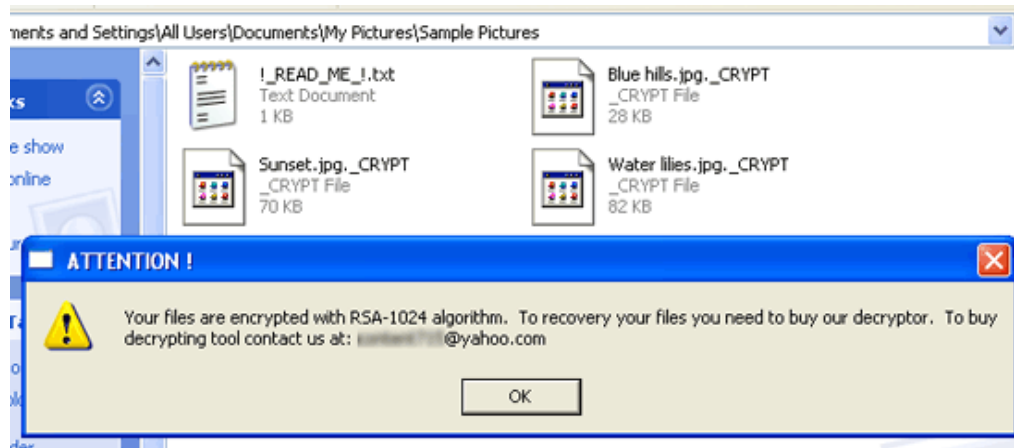 ments and Settings\All Users\Documents\My Pictures\Sample Pictures
!_READ_ME_!.txt
Text Document
1 KB
Blue hills.jpg._CRYPT
_CRYPT File
28 KB
ks
e show
online
Sunset.jpg._CRYPT
_CRYPT File
70 KB
Water lilies.jpg._CRYPT
_CRYPT File
82 KB
ATTENTION !
Your files are encrypted with RSA-1024 algorithm. To recovery your files you need to buy our decryptor. To buy
decrypting tool contact us at: @yahoo.com
OK